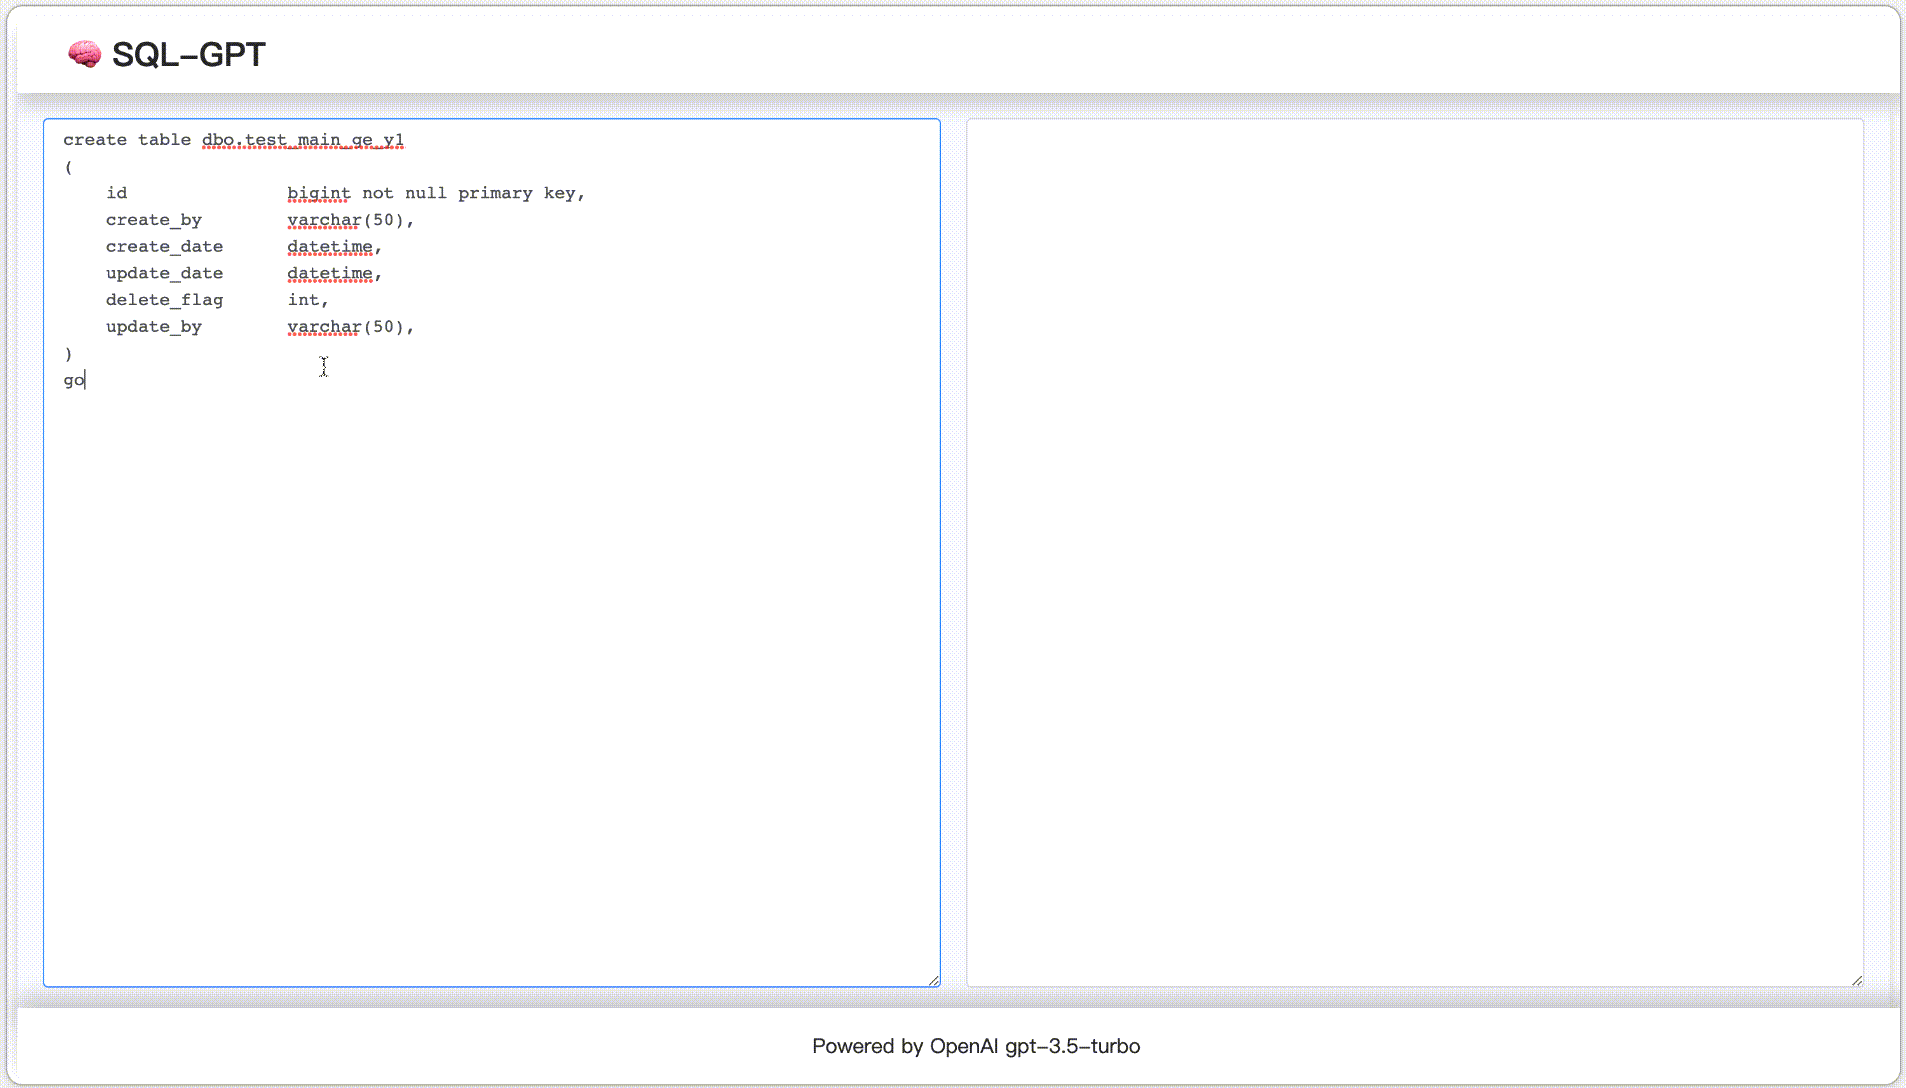 SQL-GPT
create table dbo.test_main_ge_y1
(
    id               bigint not null primary key,
    create_by        varchar(50),
    create_date      datetime,
    update_date      datetime,
    delete_flag      int,
    update_by        varchar(50),
)
go
Powered by OpenAI gpt-3.5-turbo